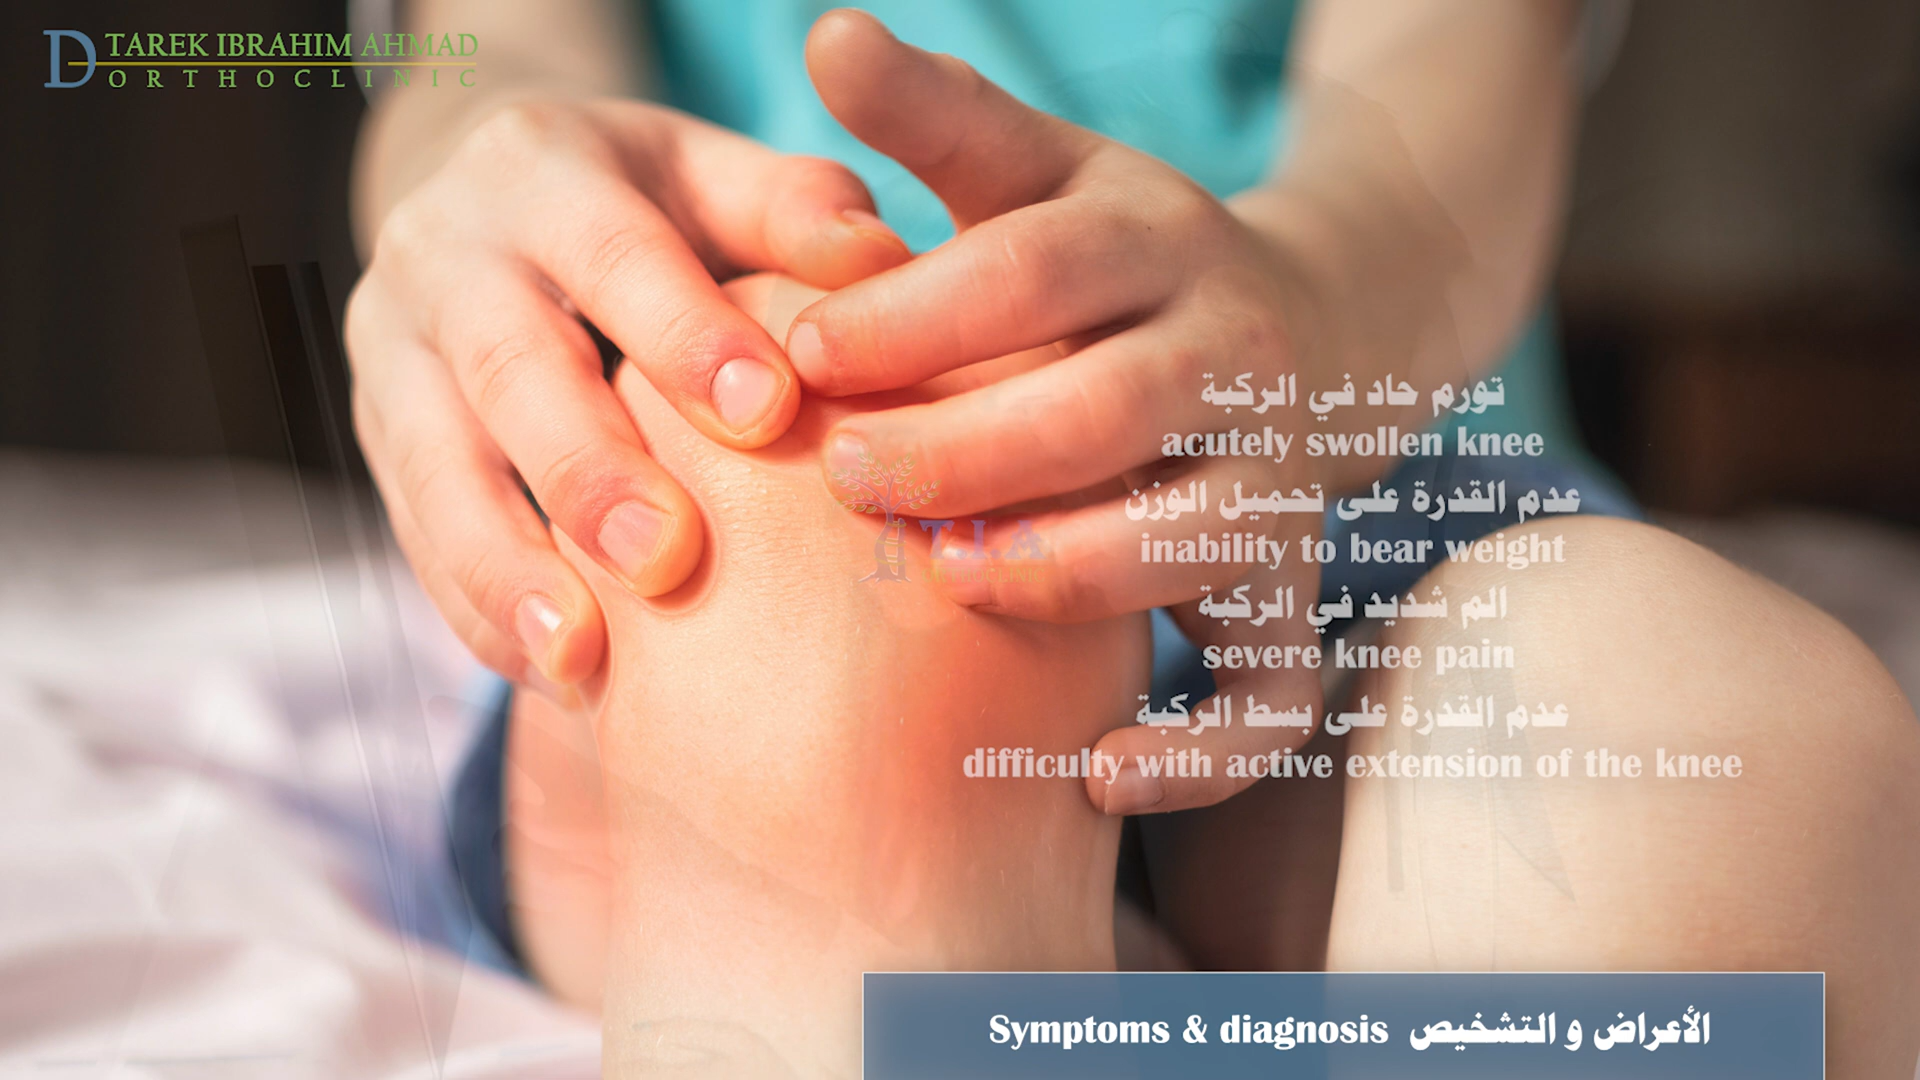 D TAREK IBRAHIM AHMAD
ORTHOCLINIC
تورم حاد في الركبة
acutely swollen knee
عدم القدرة على تحميل الوزن
inability to bear weight
الم شديد في الركبة
severe knee pain
عدم القدرة على بسط الركبة
difficulty with active extension of the knee
T.I.A
ORTHOCLINIC
Symptoms & diagnosis الأعراض و التشخيص